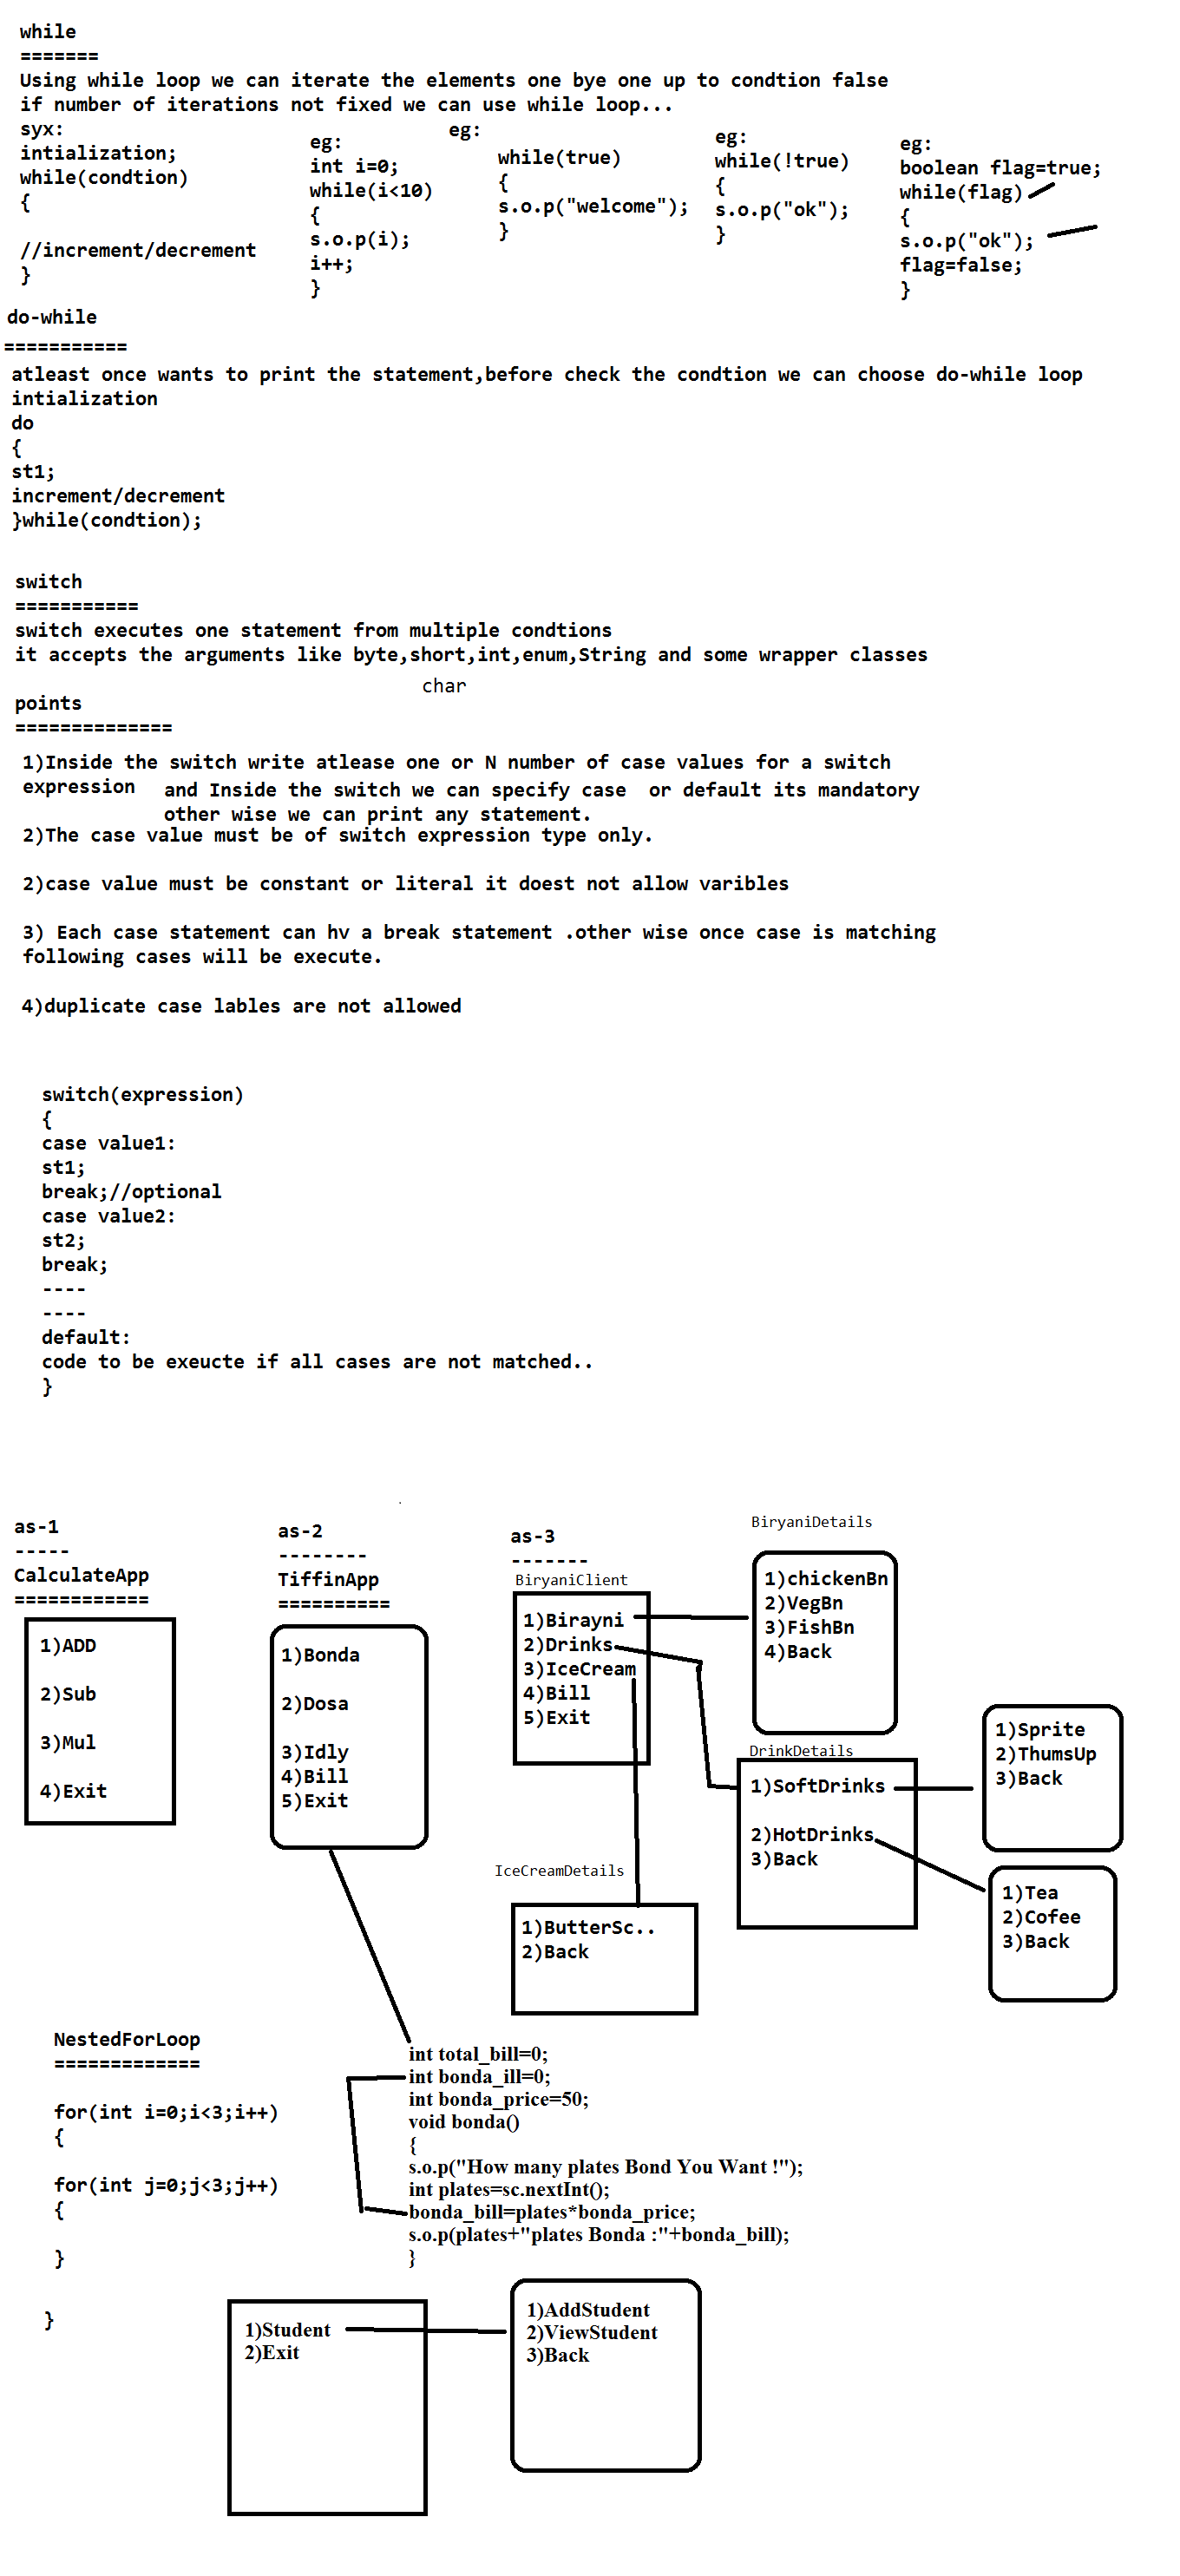 while
=======
Using while loop we can iterate the elements one bye one up to condtion false
if number of iterations not fixed we can use while loop...
syx:
intialization;
while(condtion)
{
//increment/decrement
}
eg:
int i=0;
while(i<10)
{
s.o.p(i);
i++;
}
eg:
while(true)
{
s.o.p("welcome");
}
eg:
while(!true)
{
s.o.p("ok");
}
eg:
boolean flag=true;
while(flag)
{
s.o.p("ok");
flag=false;
}
do-while
===========
atleast once wants to print the statement,before check the condtion we can choose do-while loop
intialization
do
{
st1;
increment/decrement
}while(condtion);
switch
===========
switch executes one statement from multiple condtions
it accepts the arguments like byte,short,int,enum,String and some wrapper classes
char
points
==============
1)Inside the switch write atlease one or N number of case values for a switch
expression
and Inside the switch we can specify case  or default its mandatory
other wise we can print any statement.
2)The case value must be of switch expression type only.
2)case value must be constant or literal it doest not allow varibles
3) Each case statement can hv a break statement .other wise once case is matching
following cases will be execute.
4)duplicate case lables are not allowed
switch(expression)
{
case value1:
st1;
break;//optional
case value2:
st2;
break;
----
----
default:
code to be exeucte if all cases are not matched..
}
as-1
-----
CalculateApp
============
1)ADD
2)Sub
3)Mul
4)Exit
as-2
--------
TiffinApp
==========
1)Bonda
2)Dosa
3)Idly
4)Bill
5)Exit
as-3
-------
BiryaniClient
1)Birayni
2)Drinks
3)IceCream
4)Bill
5)Exit
BiryaniDetails
1)chickenBn
2)VegBn
3)FishBn
4)Back
DrinkDetails
1)SoftDrinks
2)HotDrinks
3)Back
1)Sprite
2)ThumsUp
3)Back
1)Tea
2)Cofee
3)Back
IceCreamDetails
1)ButterSc..
2)Back
NestedForLoop
=============
for(int i=0;i<3;i++)
{
for(int j=0;j<3;j++)
{
}
}
int total_bill=0;
int bonda_ill=0;
int bonda_price=50;
void bonda()
{
s.o.p("How many plates Bond You Want !");
int plates=sc.nextInt();
bonda_bill=plates*bonda_price;
s.o.p(plates+"plates Bonda :"+bonda_bill);
}
1)Student
2)Exit
1)AddStudent
2)ViewStudent
3)Back